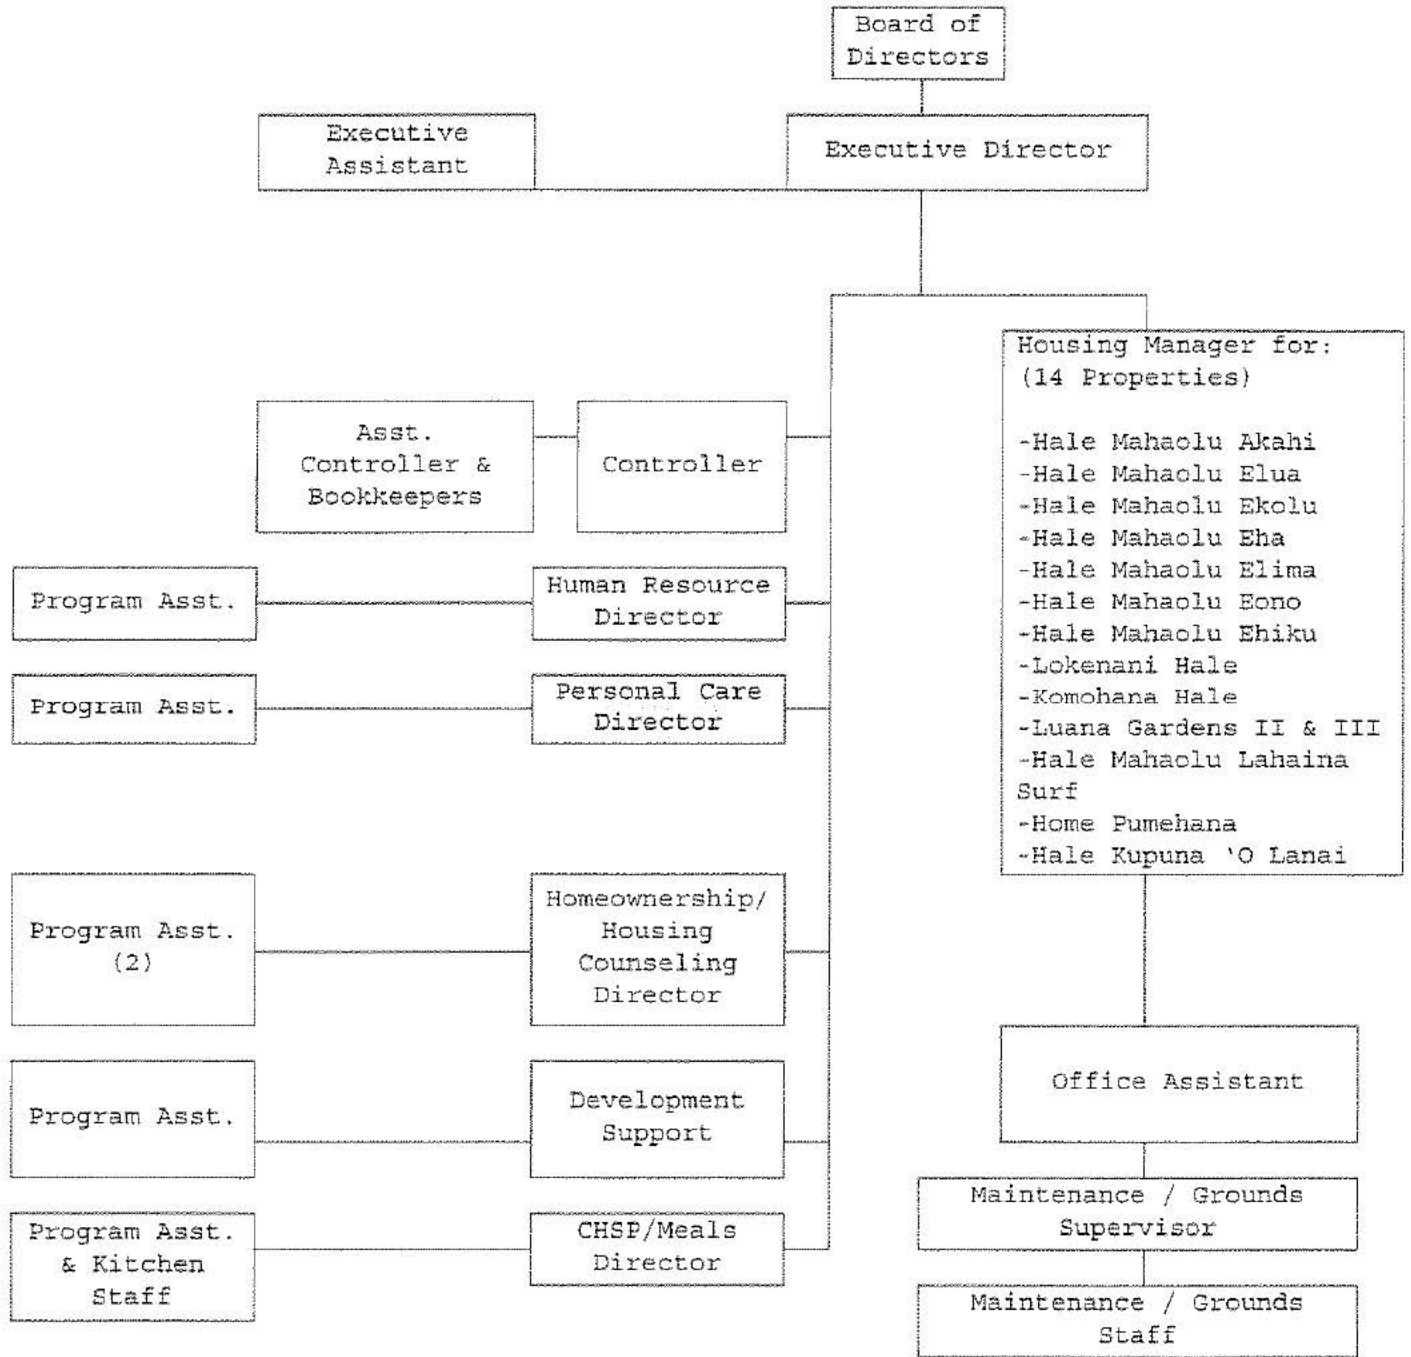 Board of
Directors
Executive
Assistant
Executive Director
Housing Manager for:
(14 Properties)
-Hale Mahaolu Akahi
-Hale Mahaolu Elua
-Hale Mahaolu Ekolu
-Hale Mahaolu Eha
-Hale Mahaolu Elima
-Hale Mahaolu Eono
-Hale Mahaolu Ehiku
-Lokenani Hale
-Komohana Hale
-Luana Gardens II & III
-Hale Mahaolu Lahaina
Surf
-Home Pumehana
-Hale Kupuna ‘O Lanai
Asst.
Controller &
Bookkeepers
Controller
Program Asst.
Human Resource
Director
Program Asst.
Personal Care
Director
Program Asst.
(2)
Homeownership/
Housing
Counseling
Director
Program Asst.
Development
Support
Program Asst.
& Kitchen
Staff
CHSP/Meals
Director
Office Assistant
Maintenance / Grounds
Supervisor
Maintenance / Grounds
Staff